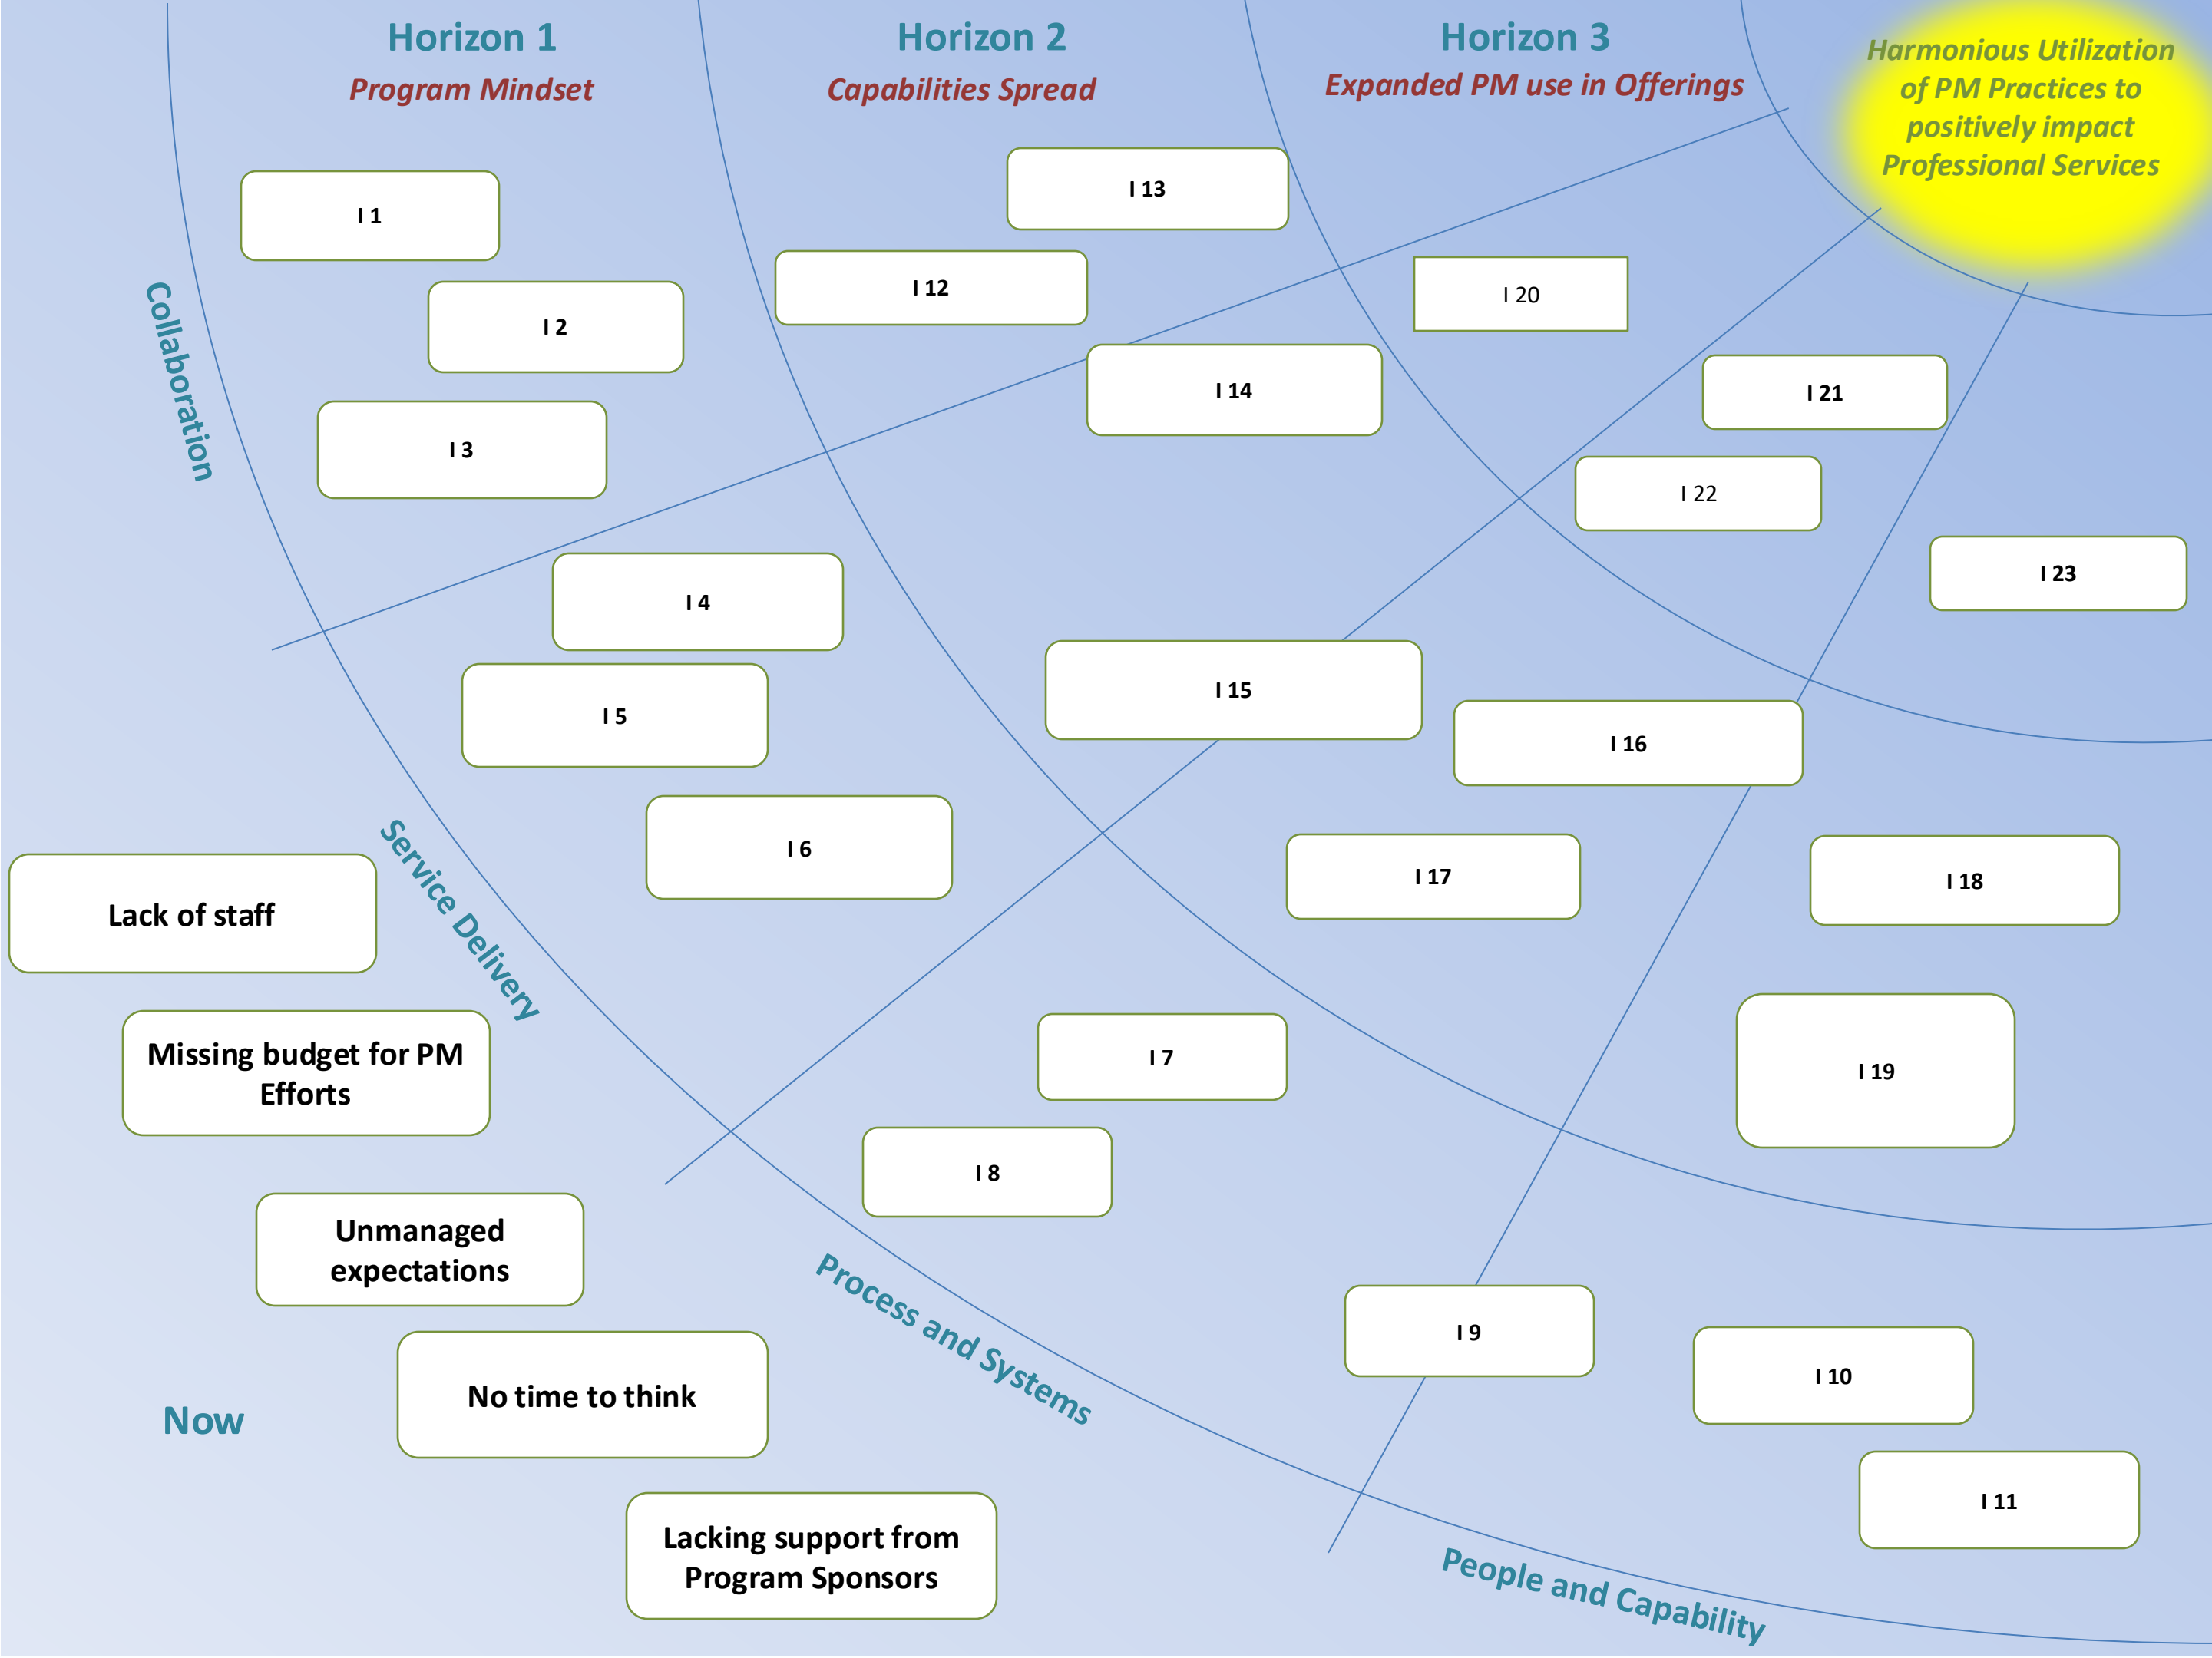 Horizon 1
Program Mindset
Horizon 2
Capabilities Spread
Horizon 3
Expanded PM use in Offerings
Harmonious Utilization
of PM Practices to
positively impact
Professional Services
I 1
I 2
I 3
I 13
I 12
I 14
I 20
I 21
I 22
I 23
Collaboration
I 4
I 5
I 6
I 15
I 16
I 17
I 18
I 19
Service Delivery
Lack of staff
Missing budget for PM
Efforts
Unmanaged
expectations
No time to think
Lacking support from
Program Sponsors
Now
I 7
I 8
I 9
I 10
I 11
Process and Systems
People and Capability